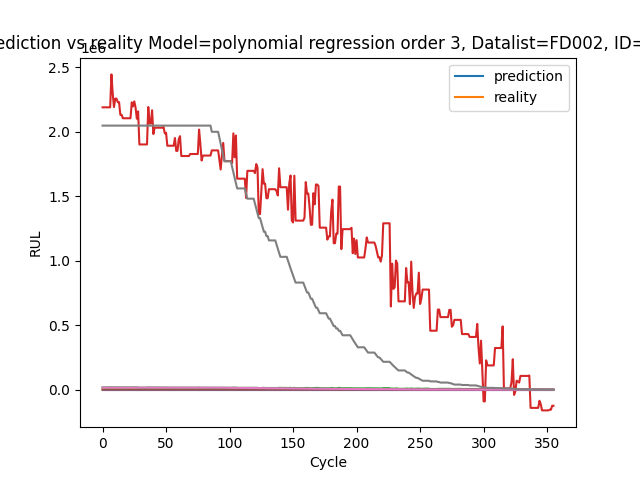 ediction vs reality Model=polynomial regression order 3, Datalist=FD002, ID=
1e6
prediction
reality
2.5
2.0
1.5
1.0
0.5
0.0
RUL
0 50 100 150 200 250 300 350
Cycle